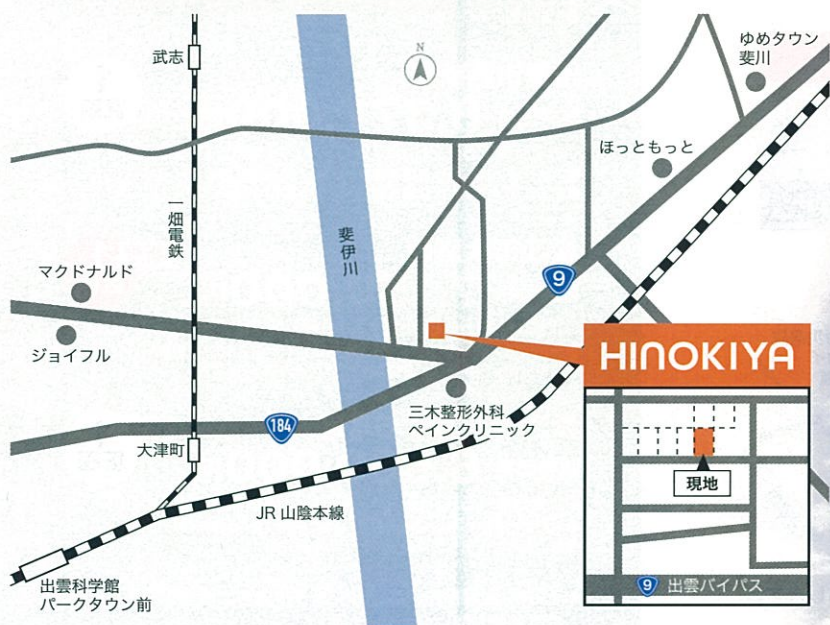 武志
N
ゆめタウン
斐川
ほっともっと
一畑電鉄
斐伊川
マクドナルド
9
ジョイフル
HINOKIYA
三木整形外科
ペインクリニック
184
大津町
現地
JR 山陰本線
出雲科学館
パークタウン前
9 出雲バイパス